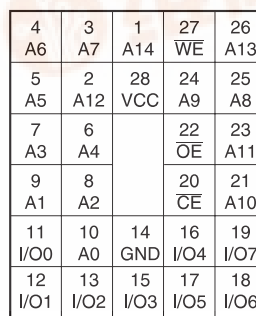 4 3 1 27 26
A6 A7 A14 WE A13
5 2 28 24 25
A5 A12 VCC A9 A8
7 6 22 23
A3 A4 OE A11
9 8 20 21
A1 A2 CE A10
11 10 14 16 19
I/O0 A0 GND I/O4 I/O7
12 13 15 17 18
I/O1 I/O2 I/O3 I/O5 I/O6